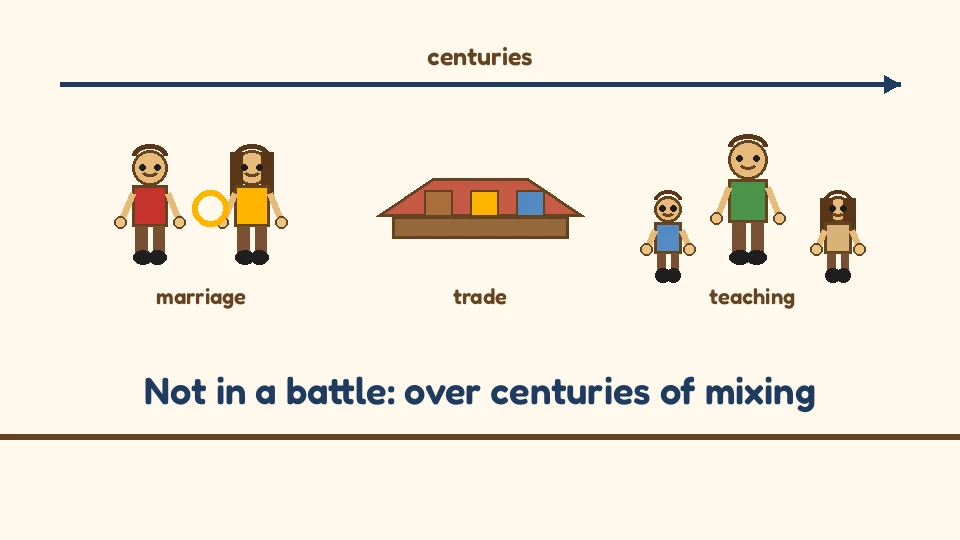 centuries
marriage
trade
teaching
Not in a battle: over centuries of mixing